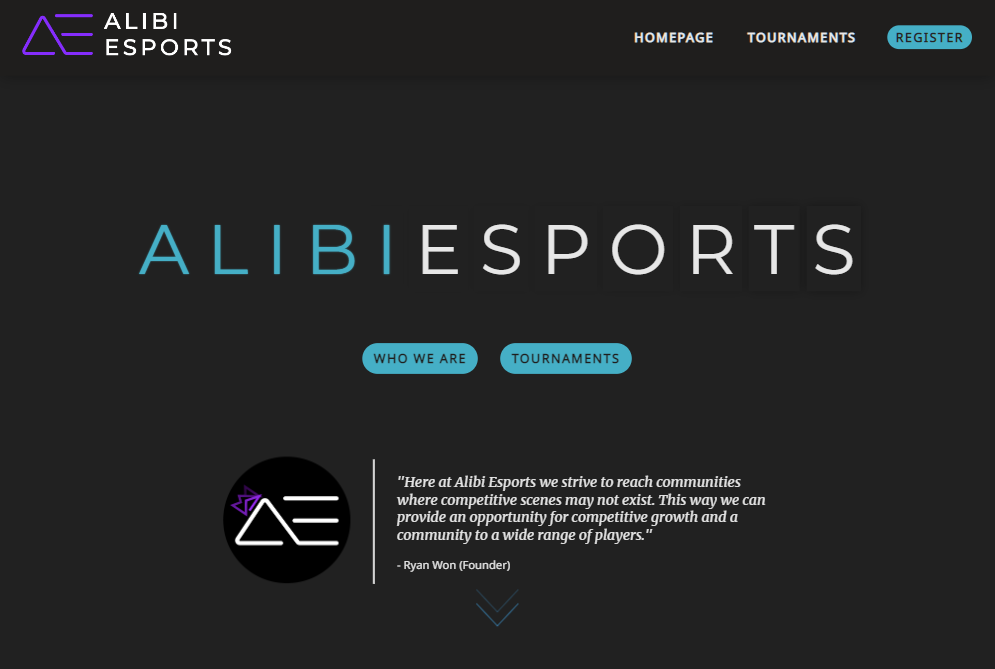 ALIBI
ESPORTS
HOMEPAGE TOURNAMENTS REGISTER
ALIBIESPORTS
WHO WE ARE TOURNAMENTS
"Here at Alibi Esports we strive to reach communities
where competitive scenes may not exist. This way we can
provide an opportunity for competitive growth and a
community to a wide range of players."
- Ryan Won (Founder)